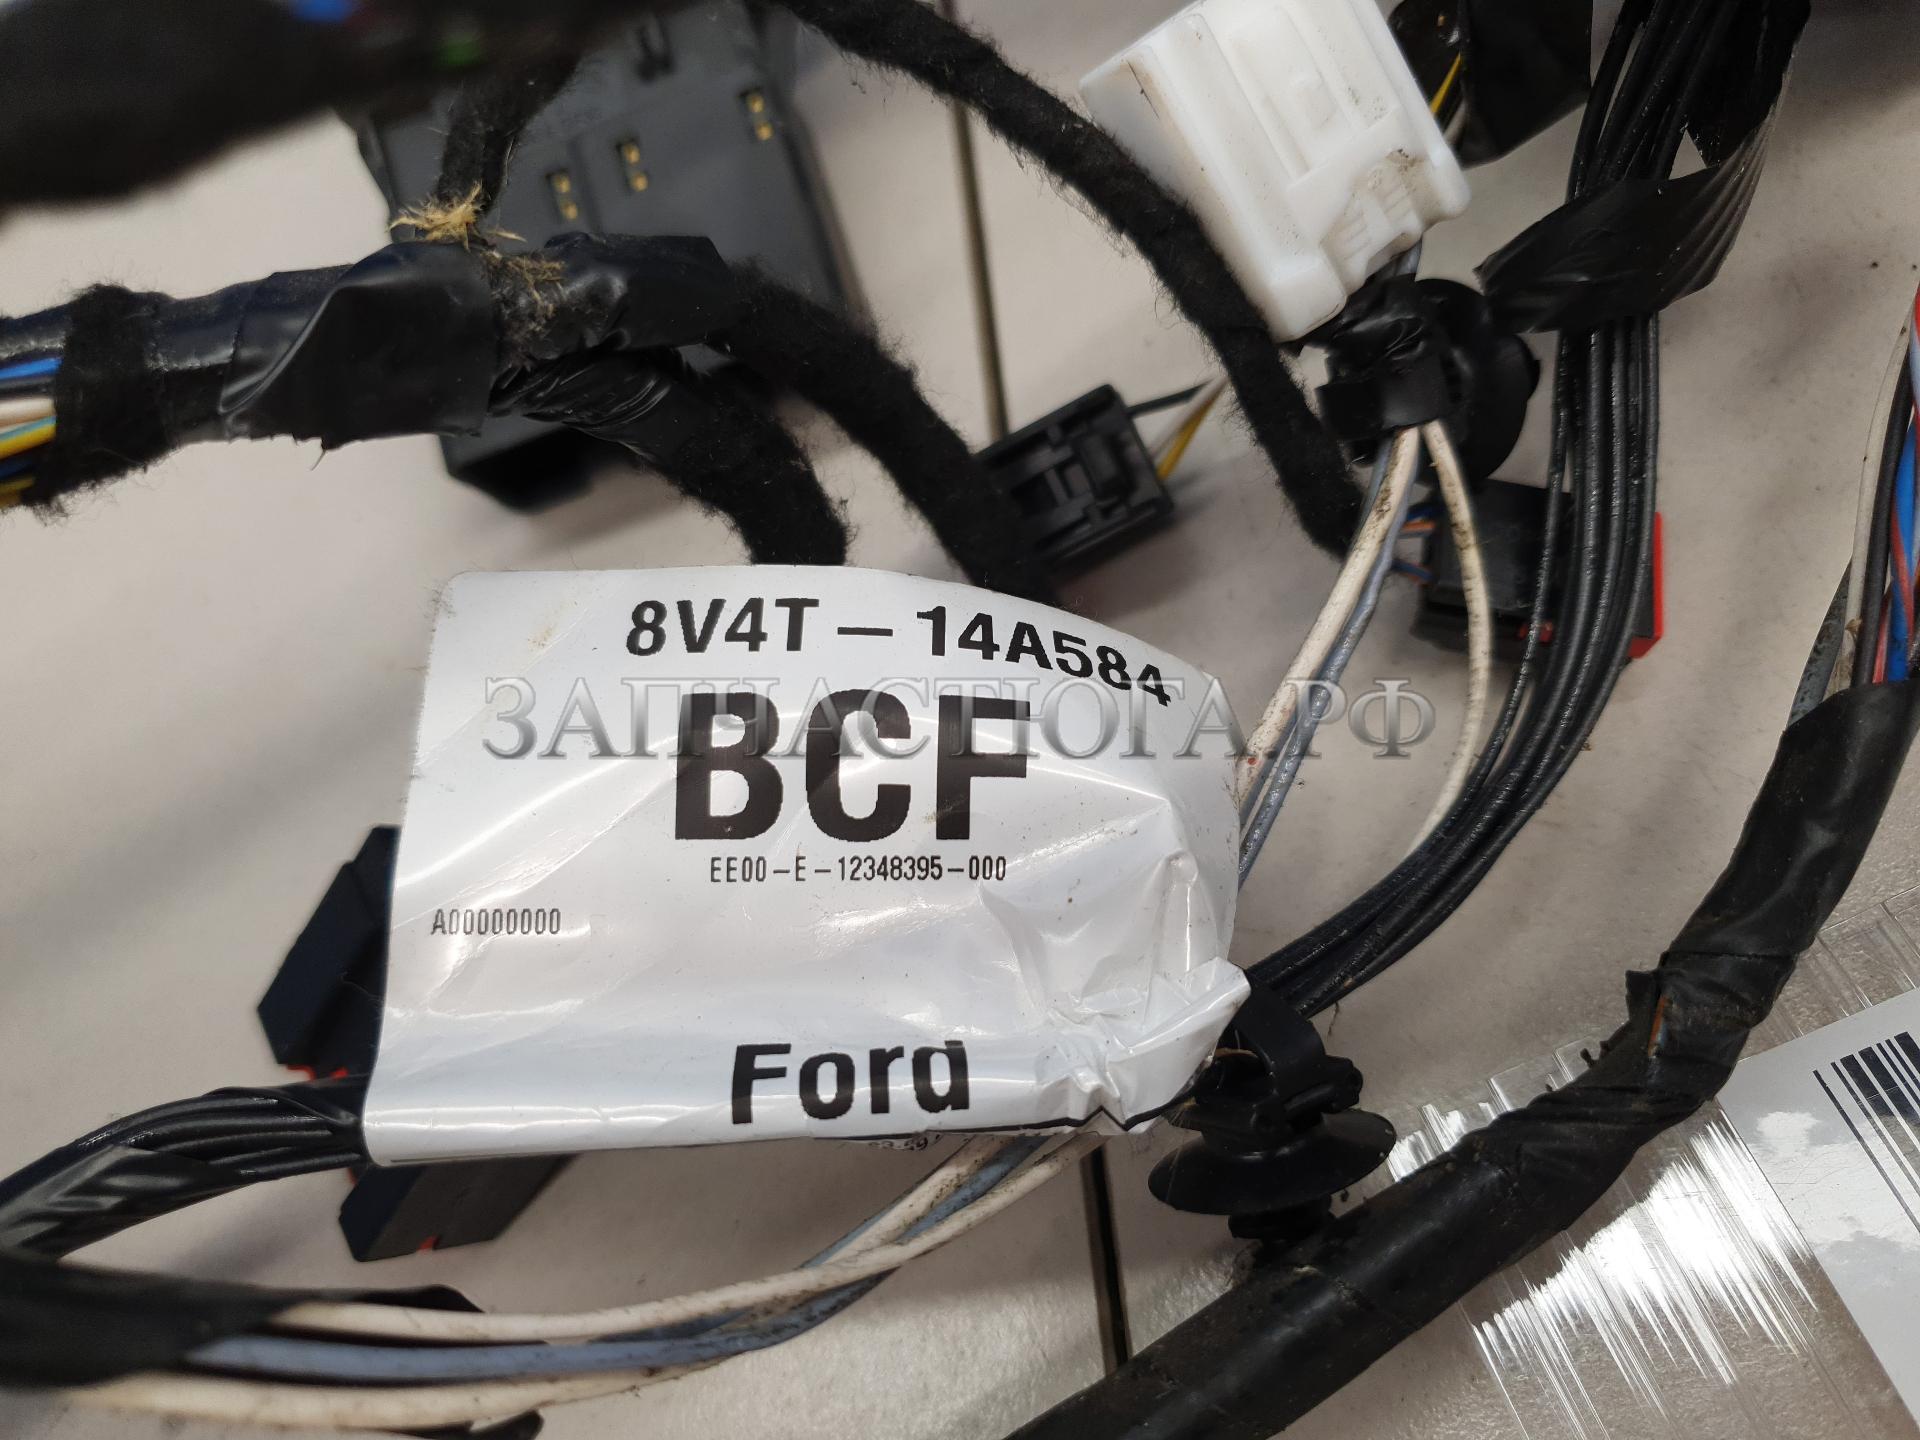 8V4T-14A584
ЗАПЧАСТЮГА.РФ
BCF
EE00-E-12348395-000
A00000000
Ford